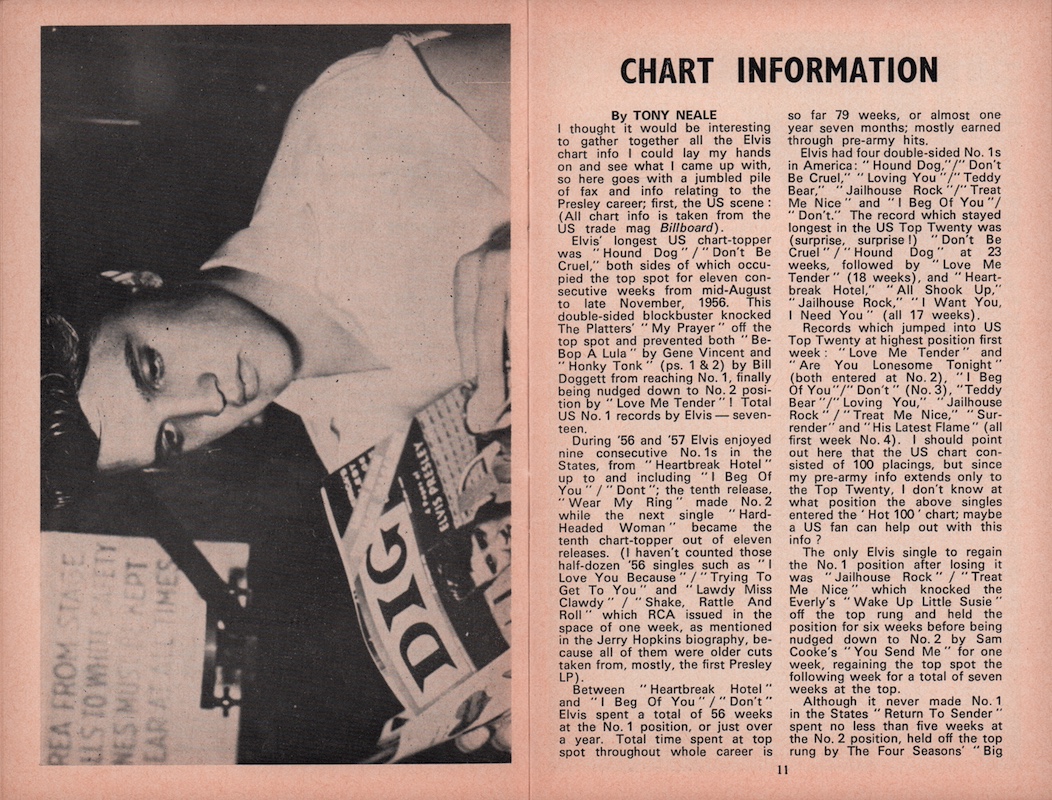 REA FROM
DIG
ELVIS PRESLEY
CHART INFORMATION
By TONY NEALE
I thought it would be interesting
to gather together all the Elvis
chart info I could lay my hands
on and see what I came up with,
so here goes with a jumbled pile
of fax and info relating to the
Presley career; first, the US scene :
(All chart info is taken from the
US trade mag Billboard).
Elvis' longest US chart-topper
was "Hound Dog" / "Don't Be
Cruel," both sides of which occu-
pied the top spot for eleven con-
secutive weeks from mid-August
to late November, 1956. This
double-sided blockbuster knocked
The Platters' "My Prayer" off the
top spot and prevented both "Be-
Bop A Lula" by Gene Vincent and
"Honky Tonk" (ps. 1 & 2) by Bill
Doggett from reaching No. 1, finally
being nudged down to No. 2 posi-
tion by "Love Me Tender"! Total
US No. 1 records by Elvis — seven-
teen.
During '56 and '57 Elvis enjoyed
nine consecutive No. 1s in the
States, from "Heartbreak Hotel"
up to and including "I Beg Of
You" / "Dont"; the tenth release,
"Wear My Ring" made No. 2
while the next single "Hard-
Headed Woman" became the
tenth chart-topper out of eleven
releases. (I haven't counted those
half-dozen '56 singles such as "I
Love You Because" / "Trying To
Get To You" and "Lawdy Miss
Clawdy" / "Shake, Rattle And
Roll" which RCA issued in the
space of one week, as mentioned
in the Jerry Hopkins biography, be-
cause all of them were older cuts
taken from, mostly, the first Presley
LP).
Between "Heartbreak Hotel"
and "I Beg Of You" / "Don't"
Elvis spent a total of 56 weeks
at the No. 1 position, or just over
a year. Total time spent at top
spot throughout whole career is
so far 79 weeks, or almost one
year seven months; mostly earned
through pre-army hits.
Elvis had four double-sided No. 1s
in America: "Hound Dog,"/"Don't
Be Cruel," "Loving You"/"Teddy
Bear," "Jailhouse Rock"/"Treat
Me Nice" and "I Beg Of You"/
"Don't." The record which stayed
longest in the US Top Twenty was
(surprise, surprise!) "Don't Be
Cruel" / "Hound Dog" at 23
weeks, followed by "Love Me
Tender" (18 weeks), and "Heart-
break Hotel," "All Shook Up,"
"Jailhouse Rock," "I Want You,
I Need You" (all 17 weeks).
Records which jumped into US
Top Twenty at highest position first
week: "Love Me Tender" and
"Are You Lonesome Tonight"
(both entered at No. 2), "I Beg
Of You"/"Don't" (No. 3), "Teddy
Bear"/"Loving You," "Jailhouse
Rock" / "Treat Me Nice," "Sur-
render" and "His Latest Flame" (all
first week No. 4). I should point
out here that the US chart con-
sisted of 100 placings, but since
my pre-army info extends only to
the Top Twenty, I don't know at
what position the above singles
entered the 'Hot 100' chart; maybe
a US fan can help out with this
info ?
The only Elvis single to regain
the No. 1 position after losing it
was "Jailhouse Rock" / "Treat
Me Nice" which knocked the
Everly's "Wake Up Little Susie"
off the top rung and held the
position for six weeks before being
nudged down to No. 2 by Sam
Cooke's "You Send Me" for one
week, regaining the top spot the
following week for a total of seven
weeks at the top.
Although it never made No. 1
in the States "Return To Sender"
spent no less than five weeks at
the No. 2 position, held off the top
rung by The Four Seasons' "Big
11